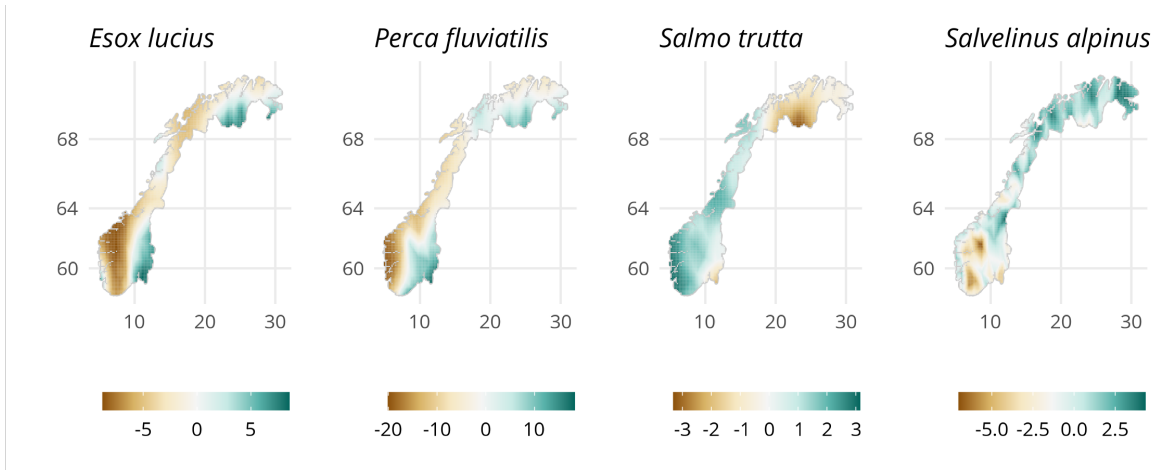 Esox lucius Perca fluviatilis Salmo trutta Salvelinus alpinus
68 68 68 68
64 64 64 64
60 60 60 60
10 20 30 10 20 30 10 20 30 10 20 30
-5 0 5 -20 -10 0 10 -3 -2 -1 0 1 2 3 -5.0 -2.5 0.0 2.5